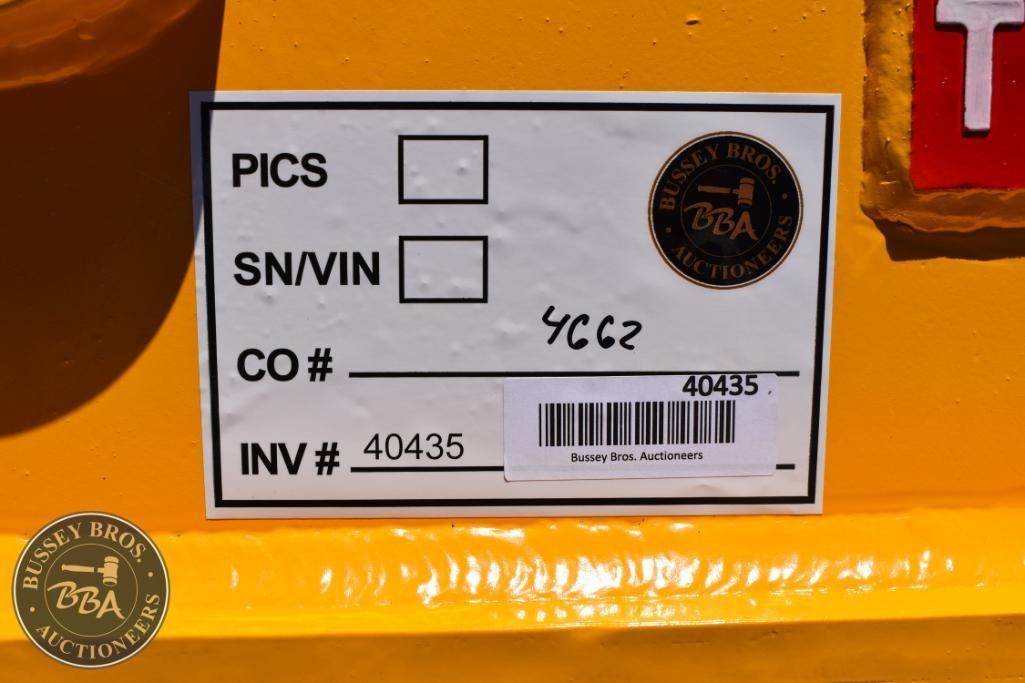 T
PICS
BUSSEY BROS.
BBA
AUCTIONEERS
SN/VIN
CO # 4662
40435
INV # 40435
Bussey Bros. Auctioneers
BUSSEY BROS.
BBA
AUCTIONEERS